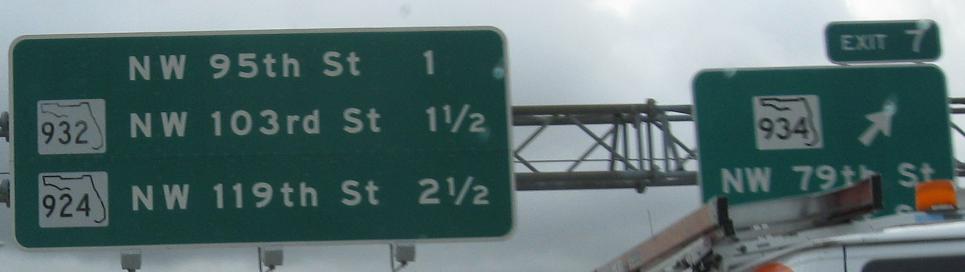 NW 95th St 1
932 NW 103rd St 1½
924 NW 119th St 2½
EXIT 7
934
NW 79th St